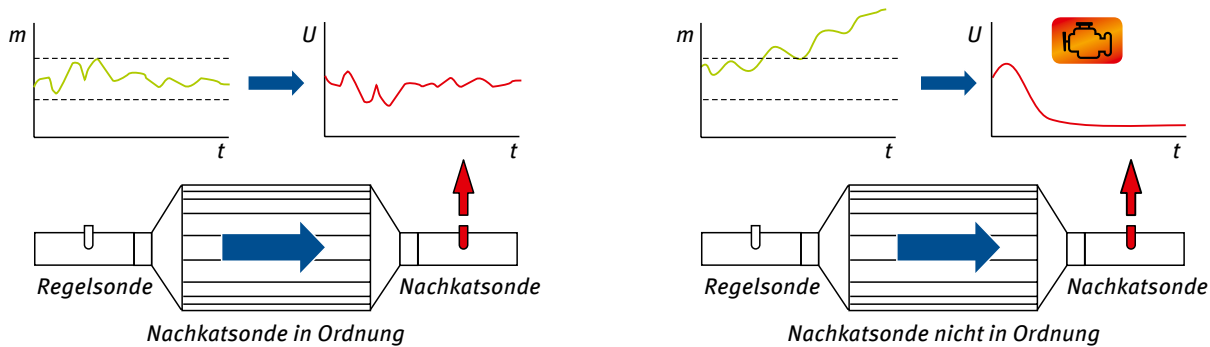 m
t
U
t
Regelsonde
Nachkatsonde
Nachkatsonde in Ordnung
m
t
U
t
Regelsonde
Nachkatsonde
Nachkatsonde nicht in Ordnung